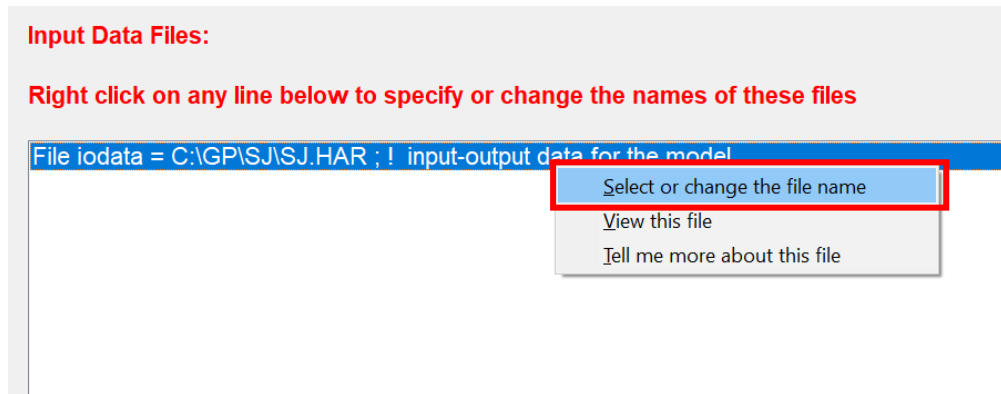 Input Data Files:
Right click on any line below to specify or change the names of these files
File iodata = C:\GP\SJ\SJ.HAR ; ! input-output data for the model
Select or change the file name
View this file
Tell me more about this file